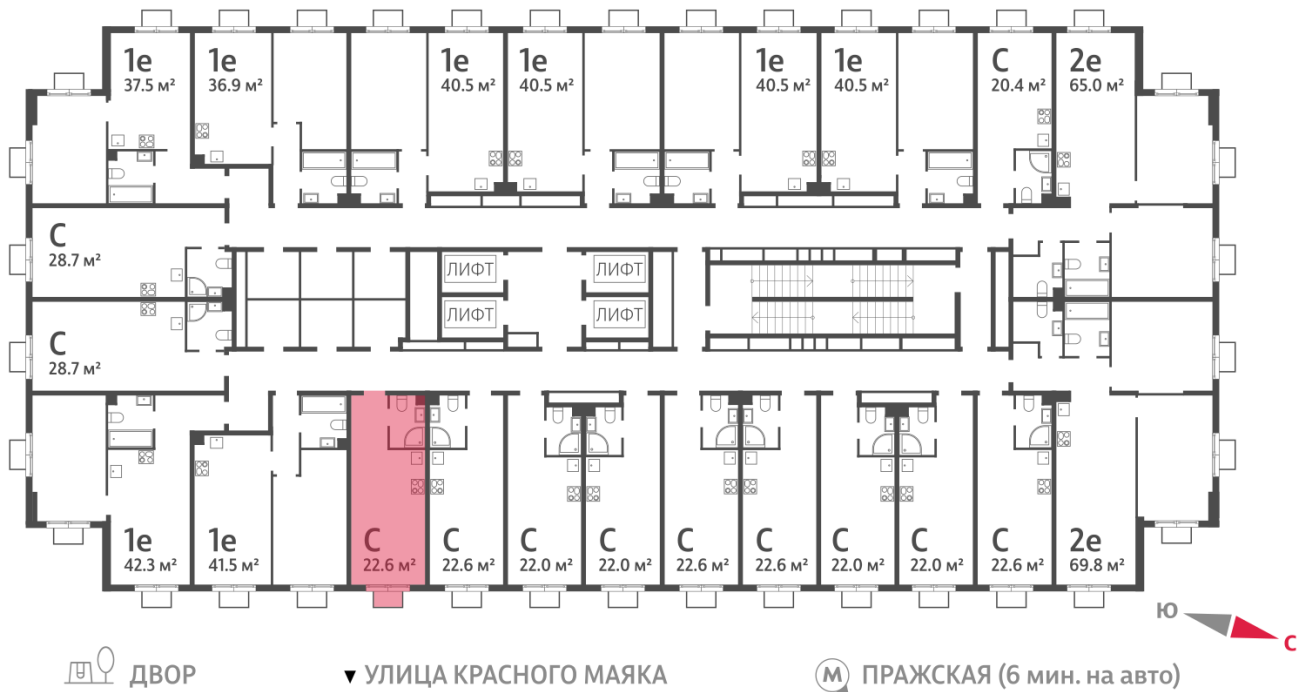 1е 1е 1е 1е 1е 1е С 2е
37.5 м² 36.9 м² 40.5 м² 40.5 м² 40.5 м² 40.5 м² 20.4 м² 65.0 м²
С
28.7 м²
ЛИФТ ЛИФТ
ЛИФТ ЛИФТ
С
28.7 м²
1е 1е С С С С С С С С С 2е
42.3 м² 41.5 м² 22.6 м² 22.6 м² 22.0 м² 22.0 м² 22.6 м² 22.6 м² 22.0 м² 22.0 м² 22.6 м² 69.8 м²
Ю
С
ДВОР ▼ УЛИЦА КРАСНОГО МАЯКА М ПРАЖСКАЯ (6 мин. на авто)